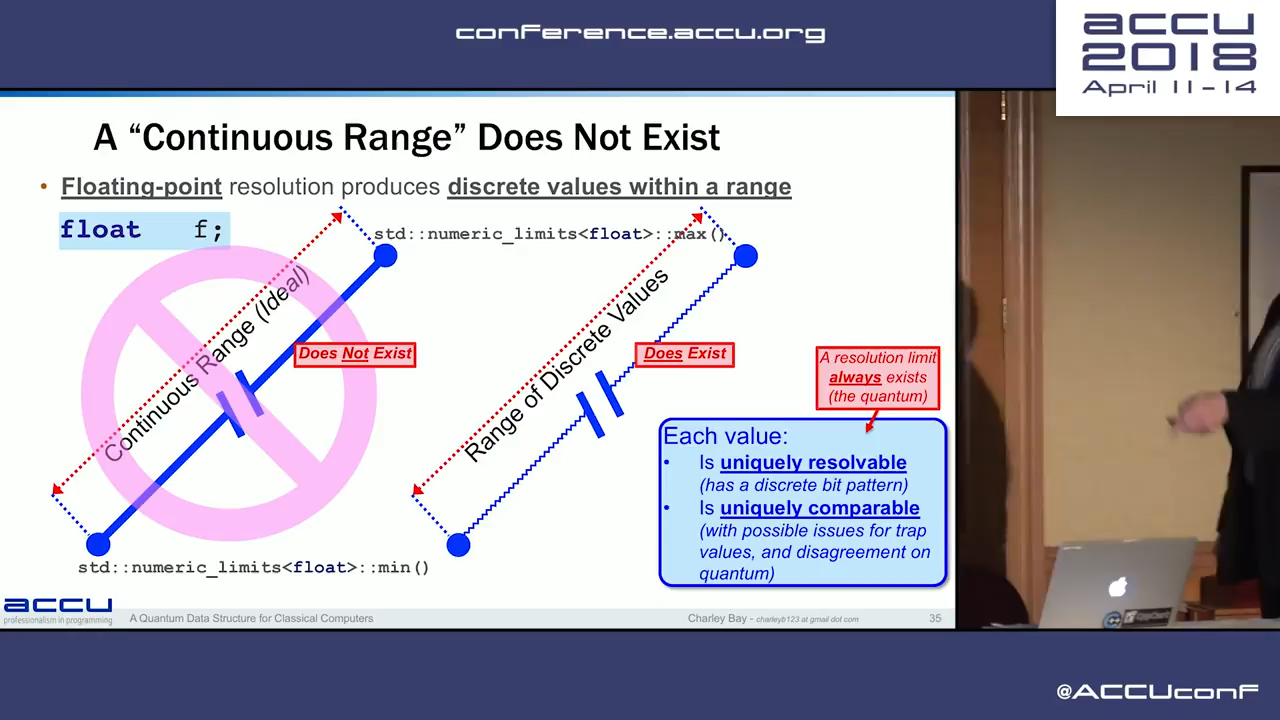 conference.accu.org
accu
2018
April 11-14
A “Continuous Range” Does Not Exist
• Floating-point resolution produces discrete values within a range
float f;
std::numeric_limits<float>::max()
Continuous Range (Ideal)
Does Not Exist
Range of Discrete Values
Does Exist
A resolution limit
always exists
(the quantum)
Each value:
• Is uniquely resolvable
(has a discrete bit pattern)
• Is uniquely comparable
(with possible issues for trap
values, and disagreement on
quantum)
std::numeric_limits<float>::min()
accu
professionalism in programming
A Quantum Data Structure for Classical Computers
Charley Bay - charleyb123 at gmail dot com
35
@ACCUconf